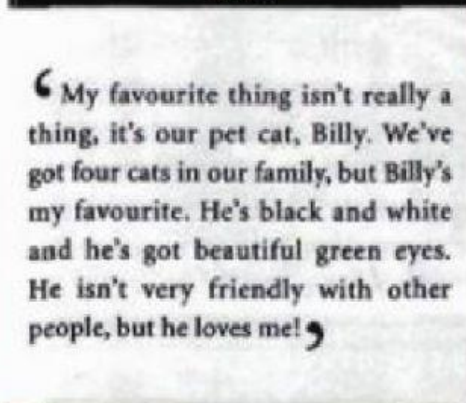 ‘ My favourite thing isn't really a
thing, it's our pet cat, Billy. We've
got four cats in our family, but Billy's
my favourite. He's black and white
and he's got beautiful green eyes.
He isn't very friendly with other
people, but he loves me! ’